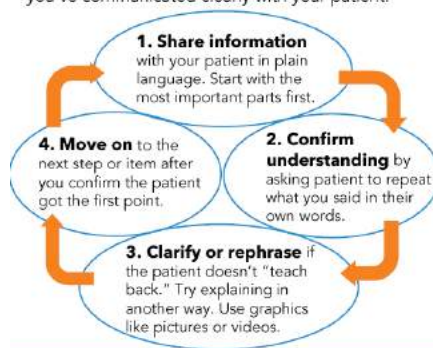 you've communicated clearly with your patient.
1. Share information
with your patient in plain
language. Start with the
most important parts first.
2. Confirm
understanding by
asking patient to repeat
what you said in their
own words.
3. Clarify or rephrase if
the patient doesn't “teach
back.” Try explaining in
another way. Use graphics
like pictures or videos.
4. Move on to the
next step or item after
you confirm the patient
got the first point.